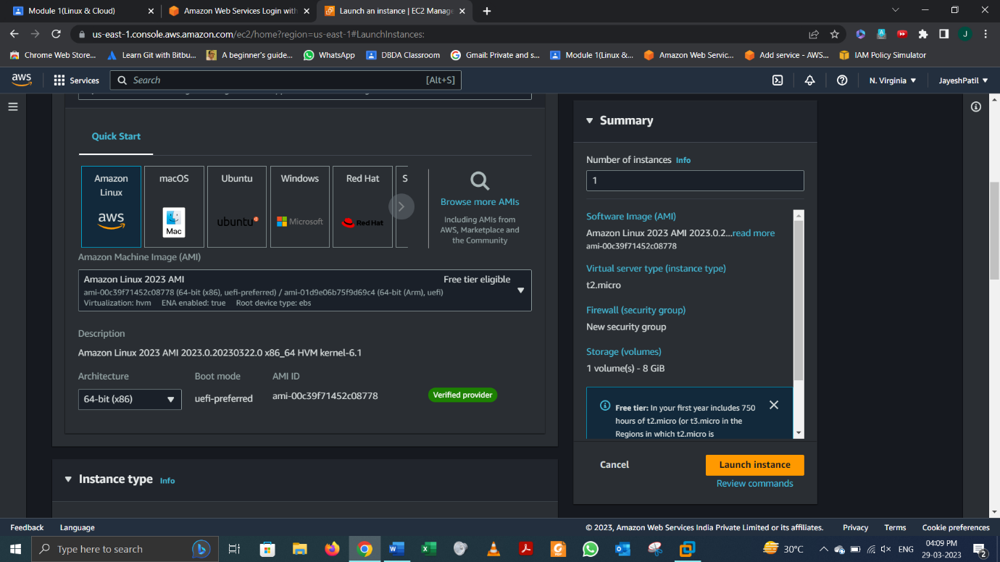 Module 1(Linux & Cloud)
Amazon Web Services Login with
Launch an instance | EC2 Manage
us-east-1.console.aws.amazon.com/ec2/home?region=us-east-1#LaunchInstances:
J
Chrome Web Store...
Learn Git with Bitbu...
A beginner's guide...
WhatsApp
DBDA Classroom
Gmail: Private and s...
Module 1(Linux &...
Amazon Web Servic...
Add service - AWS...
IAM Policy Simulator
aws
Services
Search
[Alt+S]
N. Virginia
JayeshPatil
Quick Start
Amazon
Linux
aws
macOS
Mac
Ubuntu
ubuntu
Windows
Microsoft
Red Hat
Red Hat
S
Browse more AMIs
Including AMIs from
AWS, Marketplace and
the Community
Amazon Machine Image (AMI)
Amazon Linux 2023 AMI
Free tier eligible
ami-00c39f71452c08778 (64-bit (x86), uefi-preferred) / ami-01d9e06b75f9d69c4 (64-bit (Arm), uefi)
Virtualization: hvm ENA enabled: true Root device type: ebs
Description
Amazon Linux 2023 AMI 2023.0.20230322.0 x86_64 HVM kernel-6.1
Architecture
Boot mode
AMI ID
64-bit (x86)
uefi-preferred
ami-00c39f71452c08778
Verified provider
Instance type
Info
Summary
Number of instances Info
1
Software Image (AMI)
Amazon Linux 2023 AMI 2023.0.2...read more
ami-00c39f71452c08778
Virtual server type (instance type)
t2.micro
Firewall (security group)
New security group
Storage (volumes)
1 volume(s) - 8 GiB
Free tier: In your first year includes 750
hours of t2.micro (or t3.micro in the
Regions in which t2.micro is
Cancel
Launch instance
Review commands
Feedback
Language
© 2023, Amazon Web Services India Private Limited or its affiliates.
Privacy
Terms
Cookie preferences
Type here to search
30°C
ENG
04:09 PM
29-03-2023
2